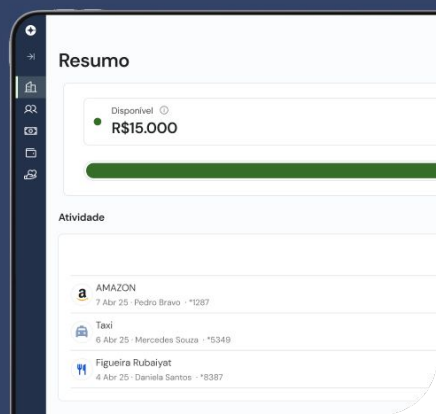 Resumo
Disponível
R$15.000
Atividade
a
AMAZON
7 Abr 25 · Pedro Bravo · *1287
Taxi
6 Abr 25 · Mercedes Souza · *5349
Figueira Rubaiyat
4 Abr 25 · Daniela Santos · *8387